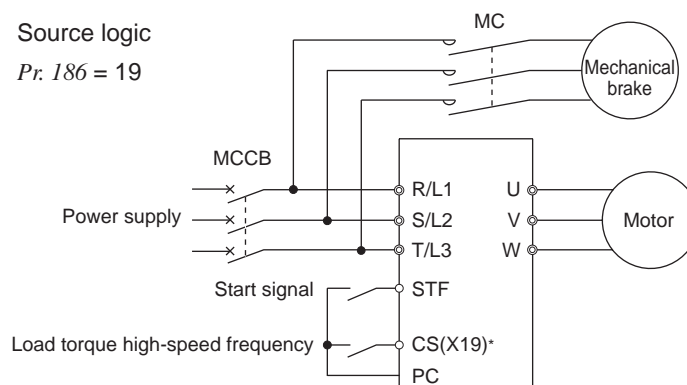 Source logic
Pr. 186 = 19
MC
Mechanical
brake
MCCB
Power supply
R/L1
S/L2
T/L3
U
V
W
Motor
Start signal
STF
Load torque high-speed frequency
CS(X19)*
PC